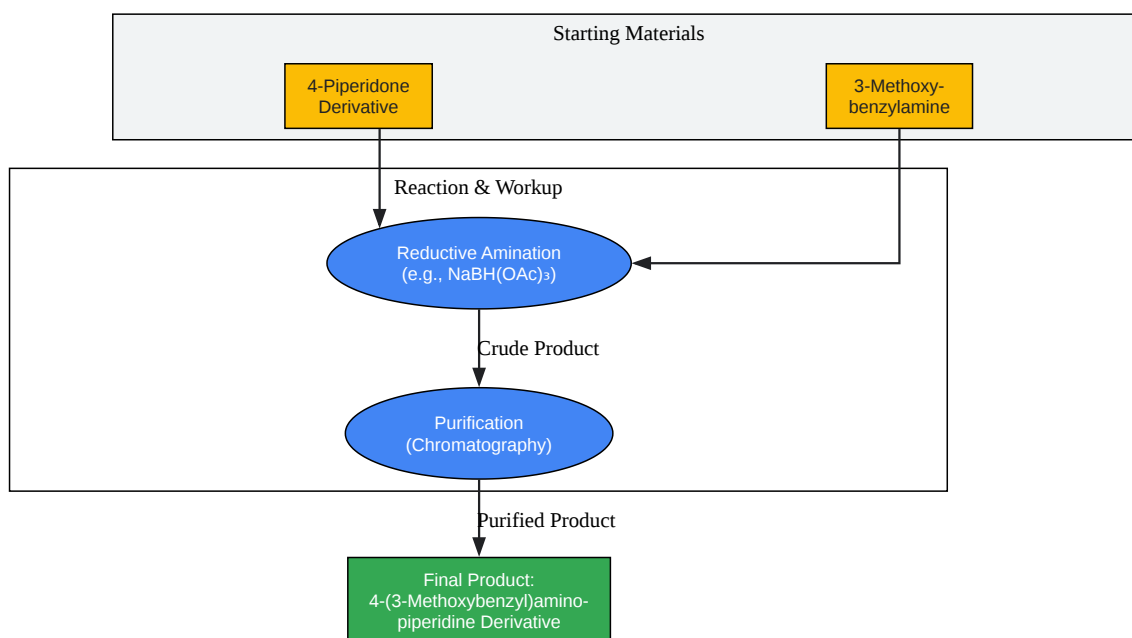 Starting Materials
4-Piperidone
Derivative
3-Methoxy-
benzylamine
Reaction & Workup
Reductive Amination
(e.g., NaBH(OAc)₃)
Crude Product
Purification
(Chromatography)
Purified Product
Final Product:
4-(3-Methoxybenzyl)amino-
piperidine Derivative